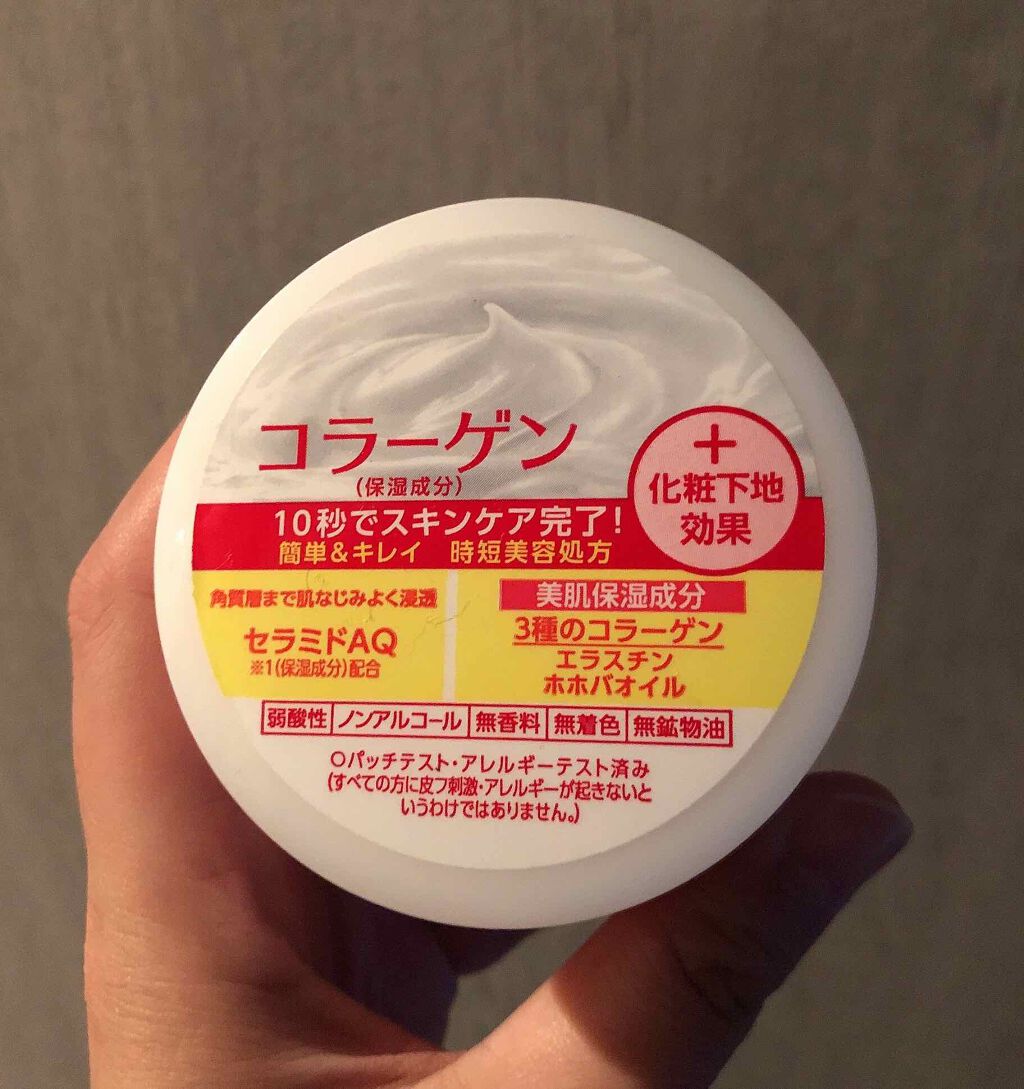 コラーゲン
(保湿成分)
+
化粧下地
効果
10秒でスキンケア完了!
簡単&キレイ 時短美容処方
角質層まで肌なじみよく浸透
セラミドAQ
※1(保湿成分)配合
美肌保湿成分
3種のコラーゲン
エラスチン
ホホバオイル
弱酸性 ノンアルコール 無香料 無着色 無鉱物油
○パッチテスト・アレルギーテスト済み
(すべての方に皮フ刺激・アレルギーが起きないと
いうわけではありません。)